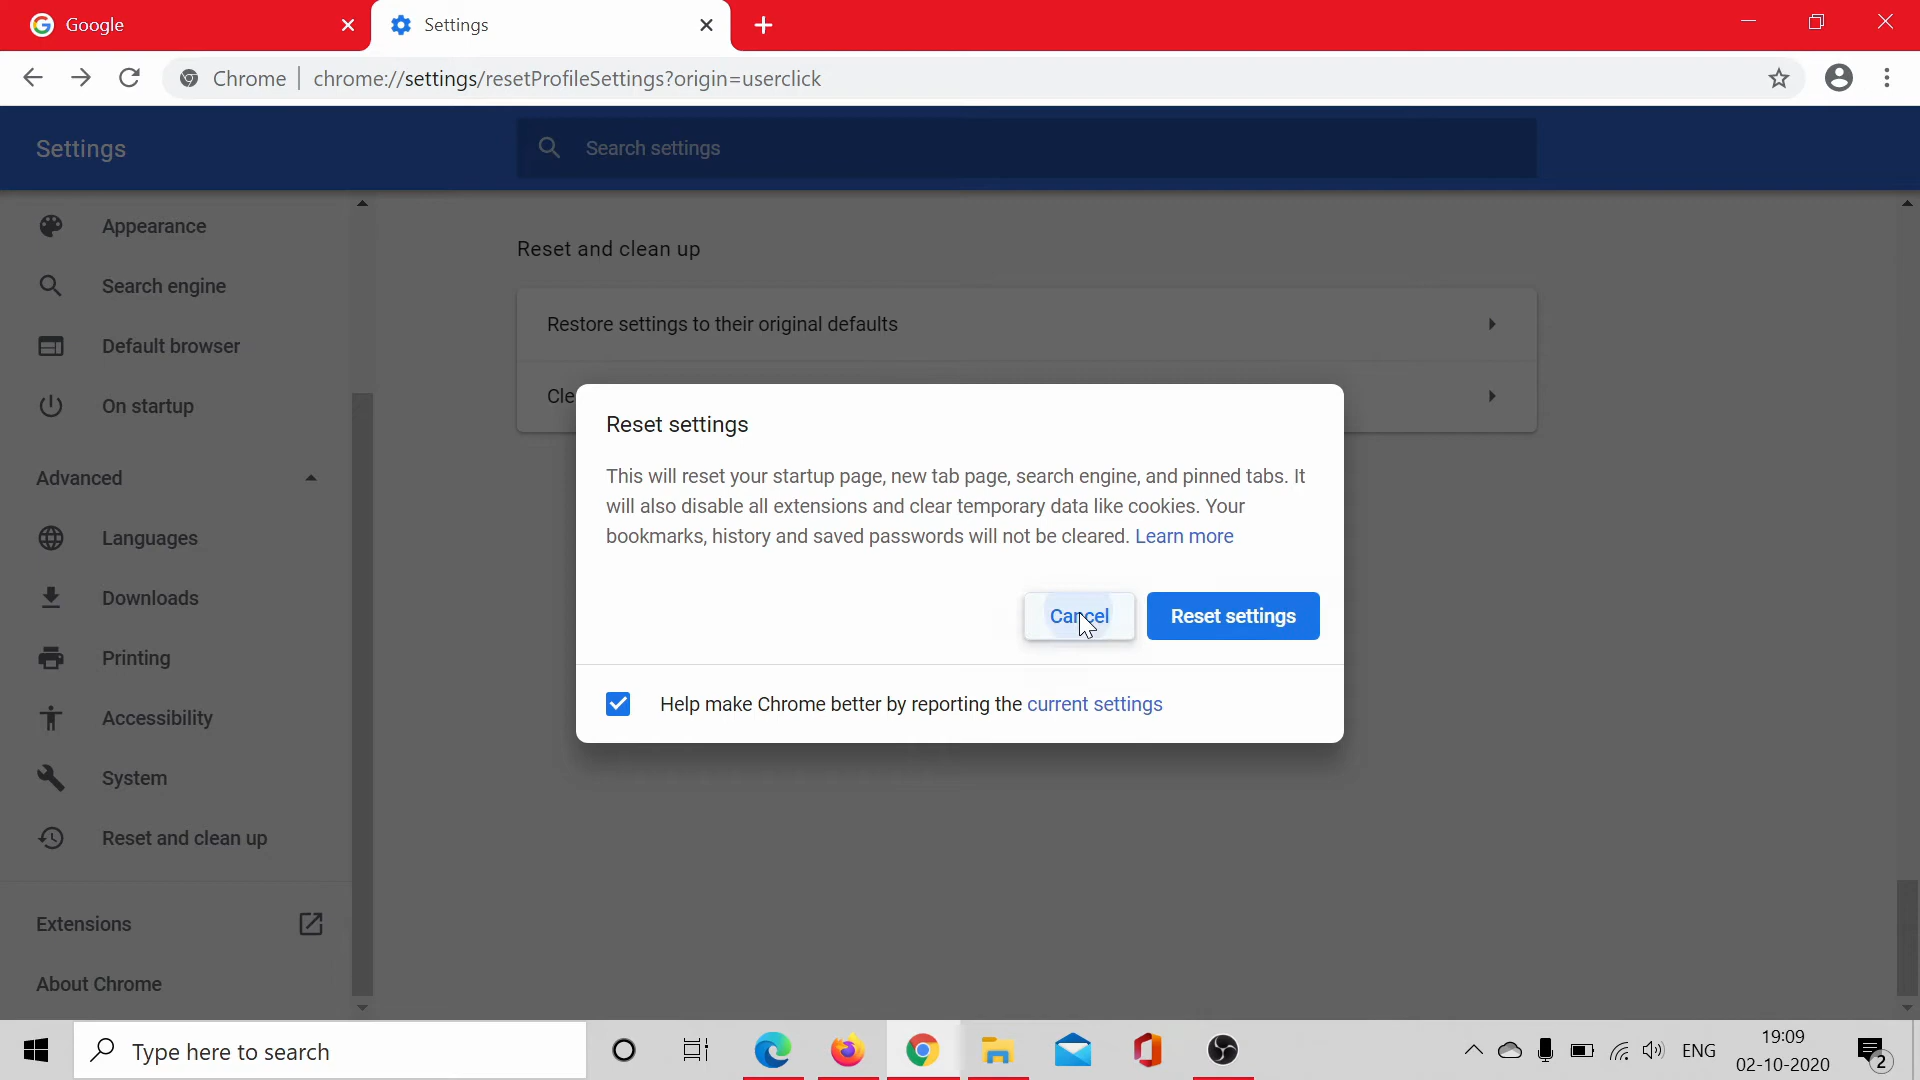 Google
Settings
Chrome
chrome://settings/resetProfileSettings?origin=userclick
Settings
Search settings
Appearance
Search engine
Default browser
On startup
Advanced
Languages
Downloads
Printing
Accessibility
System
Reset and clean up
Extensions
About Chrome
Reset and clean up
Restore settings to their original defaults
Cle
Reset settings
This will reset your startup page, new tab page, search engine, and pinned tabs. It
will also disable all extensions and clear temporary data like cookies. Your
bookmarks, history and saved passwords will not be cleared. Learn more
Cancel
Reset settings
Help make Chrome better by reporting the current settings
Type here to search
ENG
19:09
02-10-2020
2